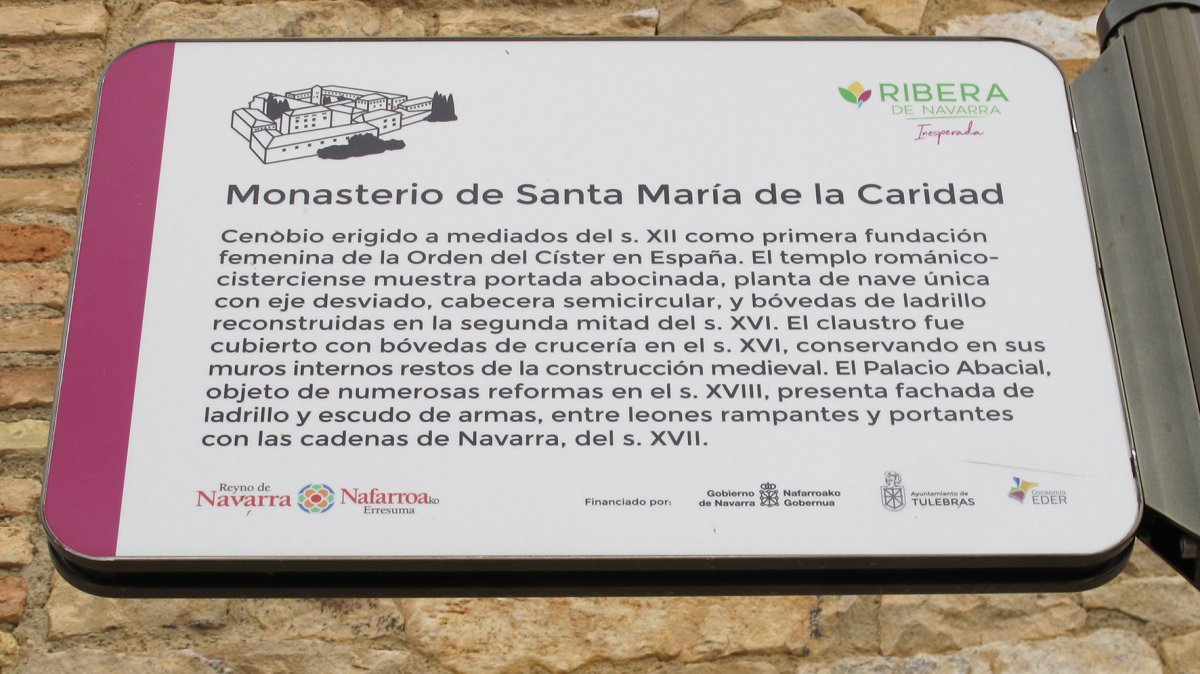 RIBERA
DE NAVARRA
Inesperada
Monasterio de Santa María de la Caridad
Cenobio erigido a mediados del s. XII como primera fundación
femenina de la Orden del Císter en España. El templo románico-
cisterciense muestra portada abocinada, planta de nave única
con eje desviado, cabecera semicircular, y bóvedas de ladrillo
reconstruidas en la segunda mitad del s. XVI. El claustro fue
cubierto con bóvedas de crucería en el s. XVI, conservando en sus
muros internos restos de la construcción medieval. El Palacio Abacial,
objeto de numerosas reformas en el s. XVIII, presenta fachada de
ladrillo y escudo de armas, entre leones rampantes y portantes
con las cadenas de Navarra, del s. XVII.
Reyno de
Navarra
Nafarroako
Erresuma
Financiado por:
Gobierno
de Navarra
Nafarroako
Gobernua
Ayuntamiento de
TULEBRAS
Consorcio
EDER